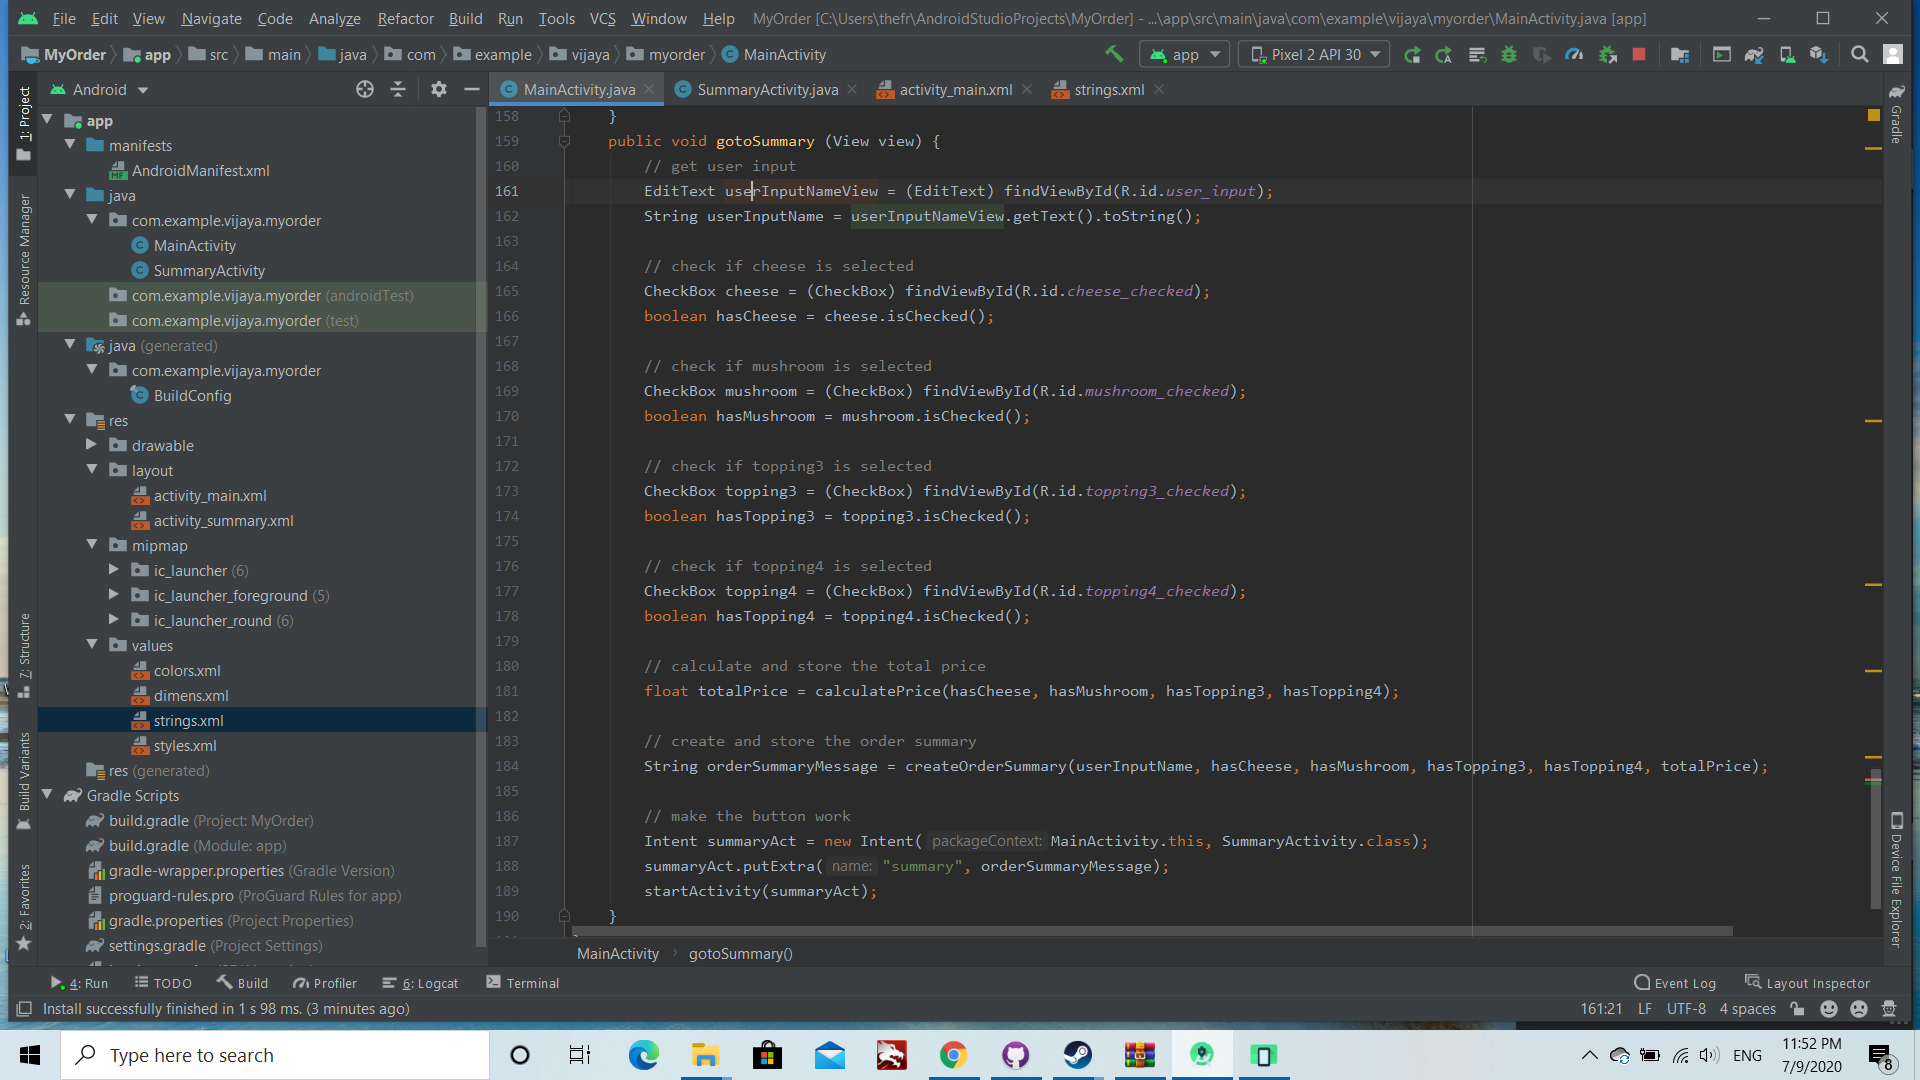 File Edit View Navigate Code Analyze Refactor Build Run Tools VCS Window Help MyOrder [C:\Users\thefr\AndroidStudioProjects\MyOrder] - ...\app\src\main\java\com\example\vijaya\myorder\MainActivity.java [app]
MyOrder app src main java com example vijaya myorder MainActivity app Pixel 2 API 30
Android
MainActivity.java SummaryActivity.java activity_main.xml strings.xml
1: Project
Resource Manager
7: Structure
Build Variants
2: Favorites
app
manifests
AndroidManifest.xml
java
com.example.vijaya.myorder
MainActivity
SummaryActivity
com.example.vijaya.myorder (androidTest)
com.example.vijaya.myorder (test)
java (generated)
com.example.vijaya.myorder
BuildConfig
res
drawable
layout
activity_main.xml
activity_summary.xml
mipmap
ic_launcher (6)
ic_launcher_foreground (5)
ic_launcher_round (6)
values
colors.xml
dimens.xml
strings.xml
styles.xml
res (generated)
Gradle Scripts
build.gradle (Project: MyOrder)
build.gradle (Module: app)
gradle-wrapper.properties (Gradle Version)
proguard-rules.pro (ProGuard Rules for app)
gradle.properties (Project Properties)
settings.gradle (Project Settings)
158 }
159 public void gotoSummary (View view) {
160 // get user input
161 EditText userInputNameView = (EditText) findViewById(R.id.user_input);
162 String userInputName = userInputNameView.getText().toString();
163
164 // check if cheese is selected
165 CheckBox cheese = (CheckBox) findViewById(R.id.cheese_checked);
166 boolean hasCheese = cheese.isChecked();
167
168 // check if mushroom is selected
169 CheckBox mushroom = (CheckBox) findViewById(R.id.mushroom_checked);
170 boolean hasMushroom = mushroom.isChecked();
171
172 // check if topping3 is selected
173 CheckBox topping3 = (CheckBox) findViewById(R.id.topping3_checked);
174 boolean hasTopping3 = topping3.isChecked();
175
176 // check if topping4 is selected
177 CheckBox topping4 = (CheckBox) findViewById(R.id.topping4_checked);
178 boolean hasTopping4 = topping4.isChecked();
179
180 // calculate and store the total price
181 float totalPrice = calculatePrice(hasCheese, hasMushroom, hasTopping3, hasTopping4);
182
183 // create and store the order summary
184 String orderSummaryMessage = createOrderSummary(userInputName, hasCheese, hasMushroom, hasTopping3, hasTopping4, totalPrice);
185
186 // make the button work
187 Intent summaryAct = new Intent( packageContext: MainActivity.this, SummaryActivity.class);
188 summaryAct.putExtra( name: "summary", orderSummaryMessage);
189 startActivity(summaryAct);
190 }
MainActivity gotoSummary()
Gradle
Device File Explorer
4: Run TODO Build Profiler 6: Logcat Terminal Event Log Layout Inspector
Install successfully finished in 1 s 98 ms. (3 minutes ago) 161:21 LF UTF-8 4 spaces
Type here to search ENG 11:52 PM
7/9/2020 8